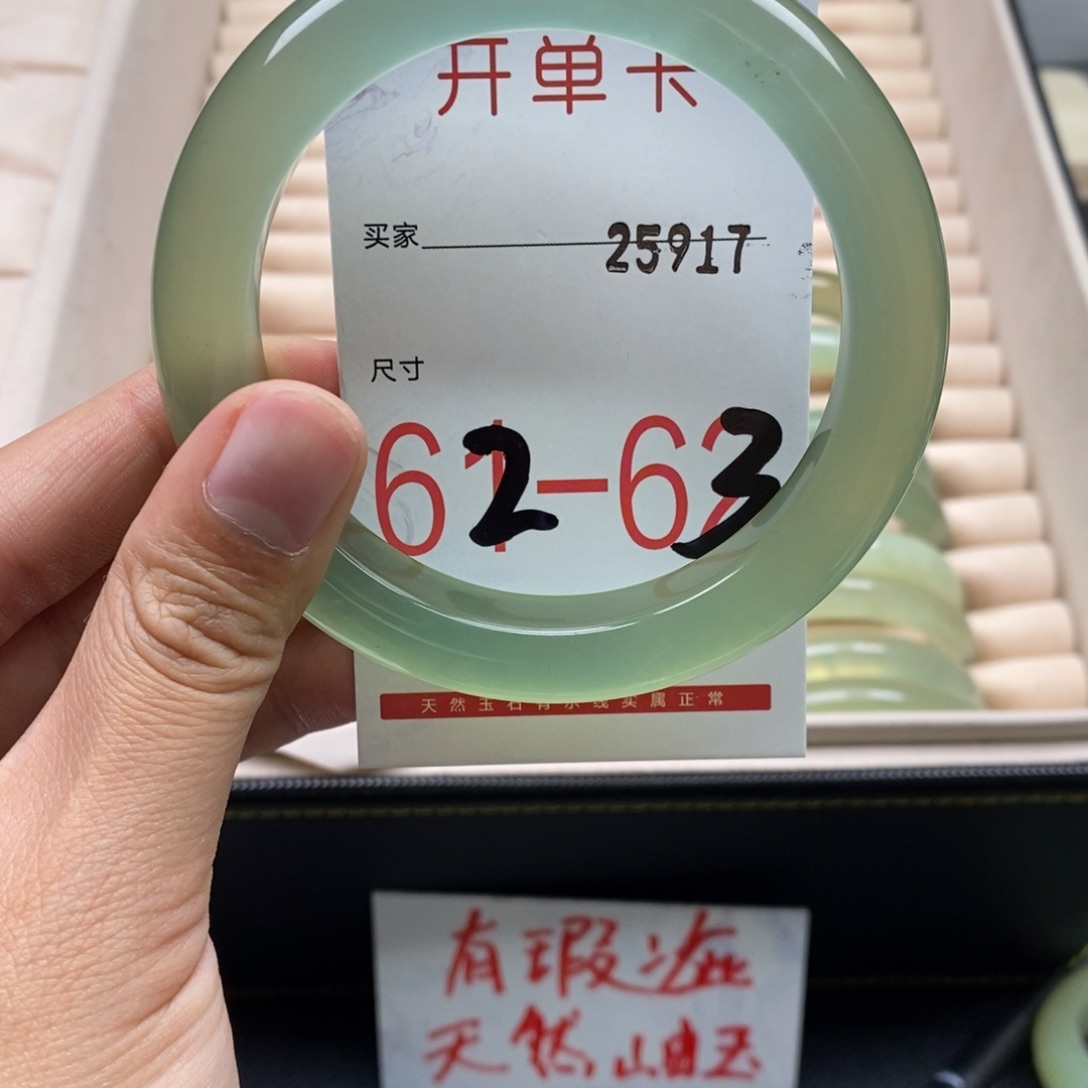 开单卡
买家 25917
尺寸
62-63
天然玉石有水线实属正常
有瑕疵
天然岫玉